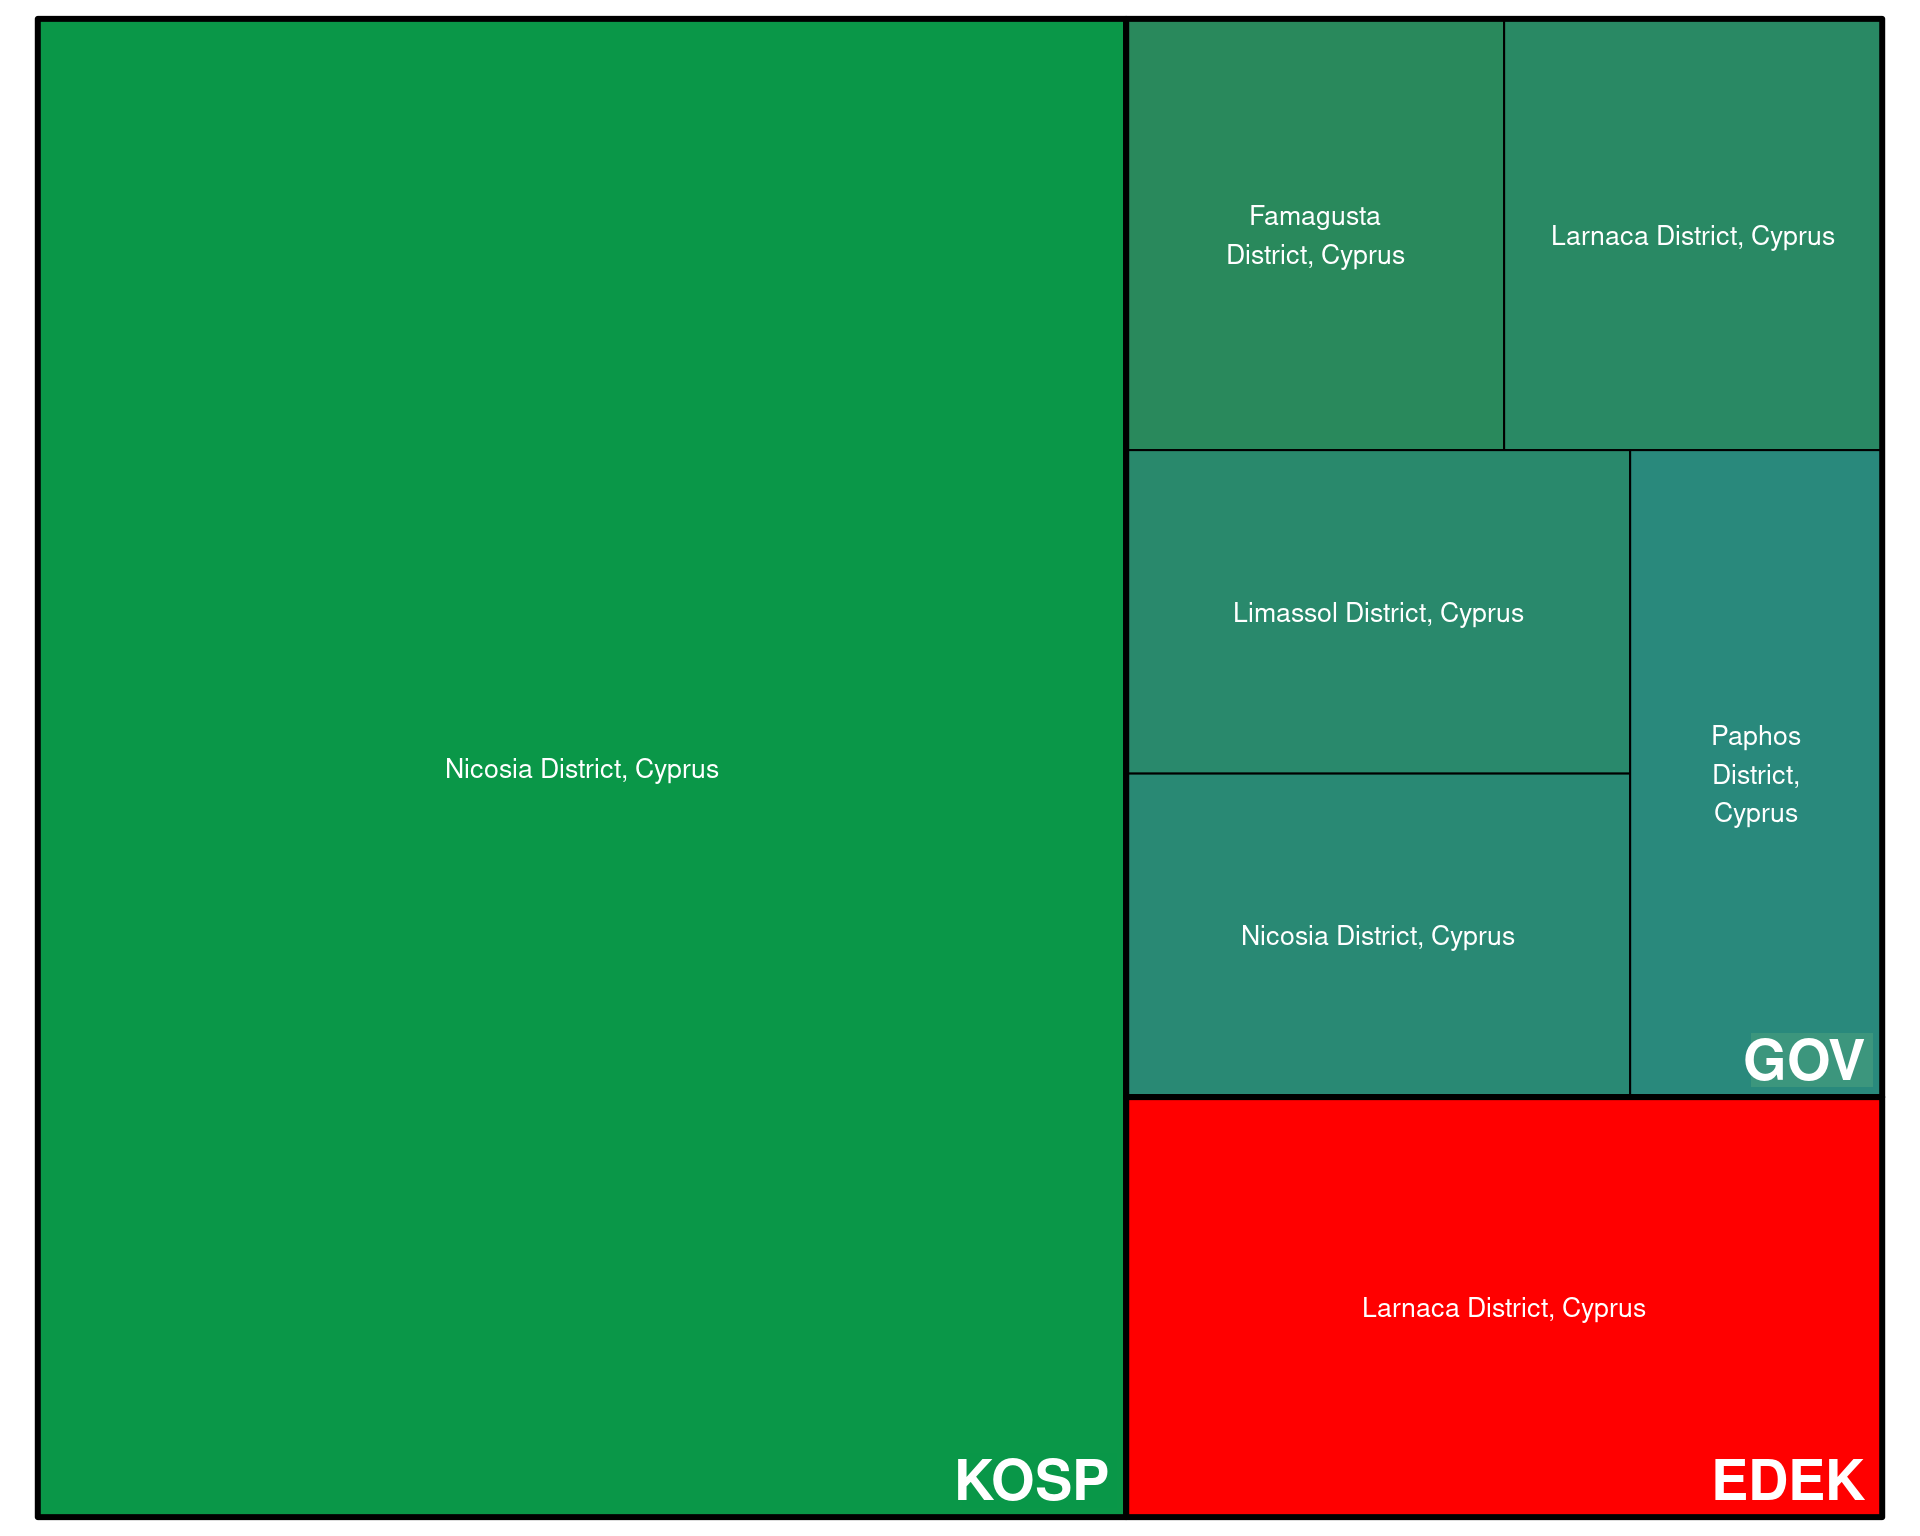 Nicosia District, Cyprus
KOSP
Famagusta
District, Cyprus
Larnaca District, Cyprus
Limassol District, Cyprus
Nicosia District, Cyprus
Paphos
District,
Cyprus
GOV
Larnaca District, Cyprus
EDEK